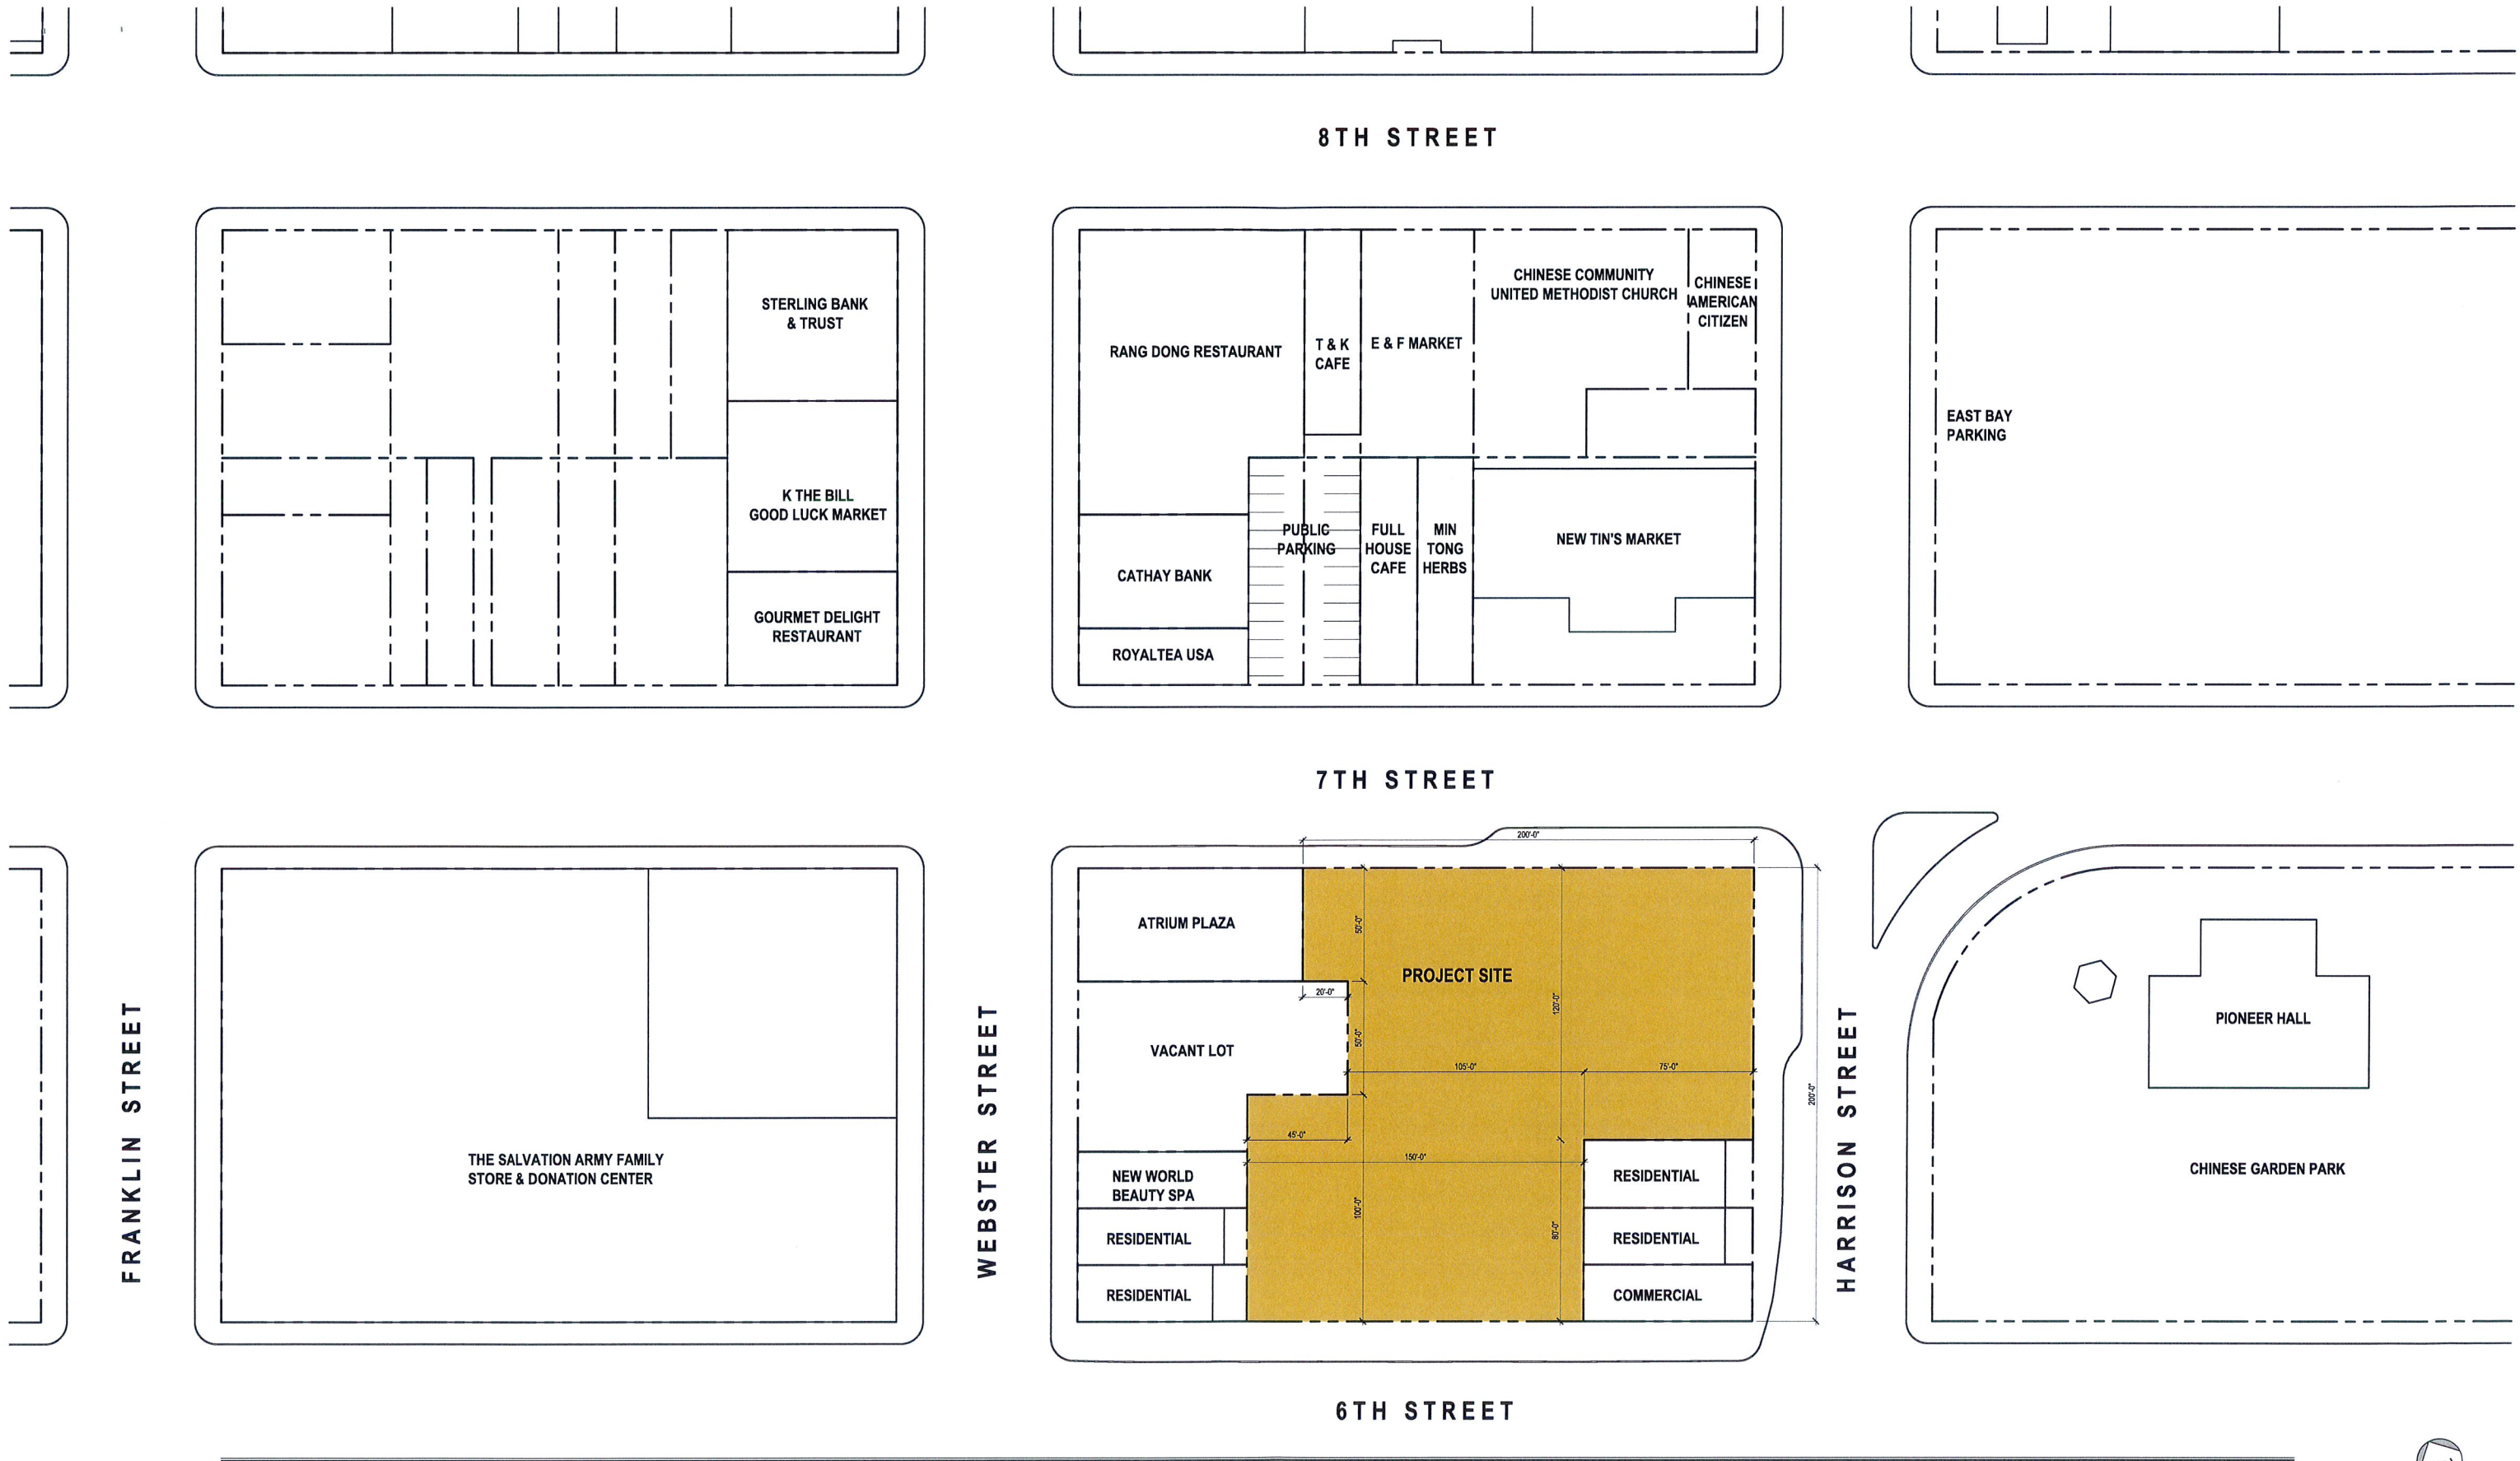 8TH STREET
STERLING BANK
& TRUST
K THE BILL
GOOD LUCK MARKET
GOURMET DELIGHT
RESTAURANT
RANG DONG RESTAURANT
T & K
CAFE
E & F MARKET
CHINESE COMMUNITY
UNITED METHODIST CHURCH
CHINESE
AMERICAN
CITIZEN
CATHAY BANK
ROYALTEA USA
PUBLIC
PARKING
FULL
HOUSE
CAFE
MIN
TONG
HERBS
NEW TIN'S MARKET
EAST BAY
PARKING
7TH STREET
FRANKLIN STREET
THE SALVATION ARMY FAMILY
STORE & DONATION CENTER
WEBSTER STREET
200'-0"
ATRIUM PLAZA
50'-0"
PROJECT SITE
20'-0"
120'-0"
VACANT LOT
50'-0"
105'-0"
75'-0"
200'-0"
45'-0"
150'-0"
NEW WORLD
BEAUTY SPA
100'-0"
80'-0"
RESIDENTIAL
RESIDENTIAL
RESIDENTIAL
RESIDENTIAL
COMMERCIAL
HARRISON STREET
PIONEER HALL
CHINESE GARDEN PARK
6TH STREET